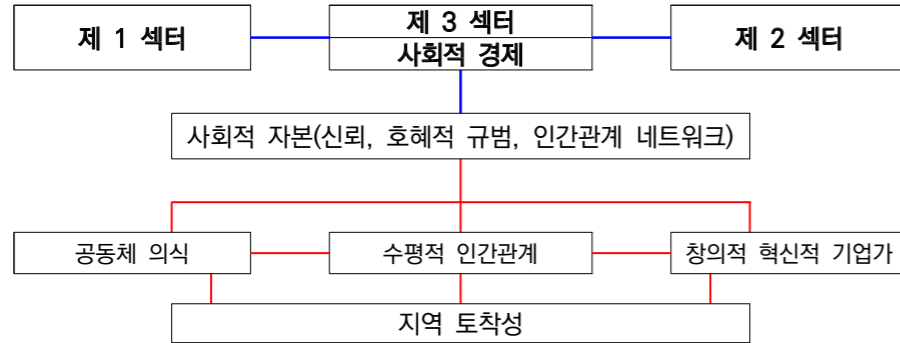 제 1 섹터
제 3 섹터
사회적 경제
제 2 섹터
사회적 자본(신뢰, 호혜적 규범, 인간관계 네트워크)
공동체 의식
수평적 인간관계
창의적 혁신적 기업가
지역 토착성